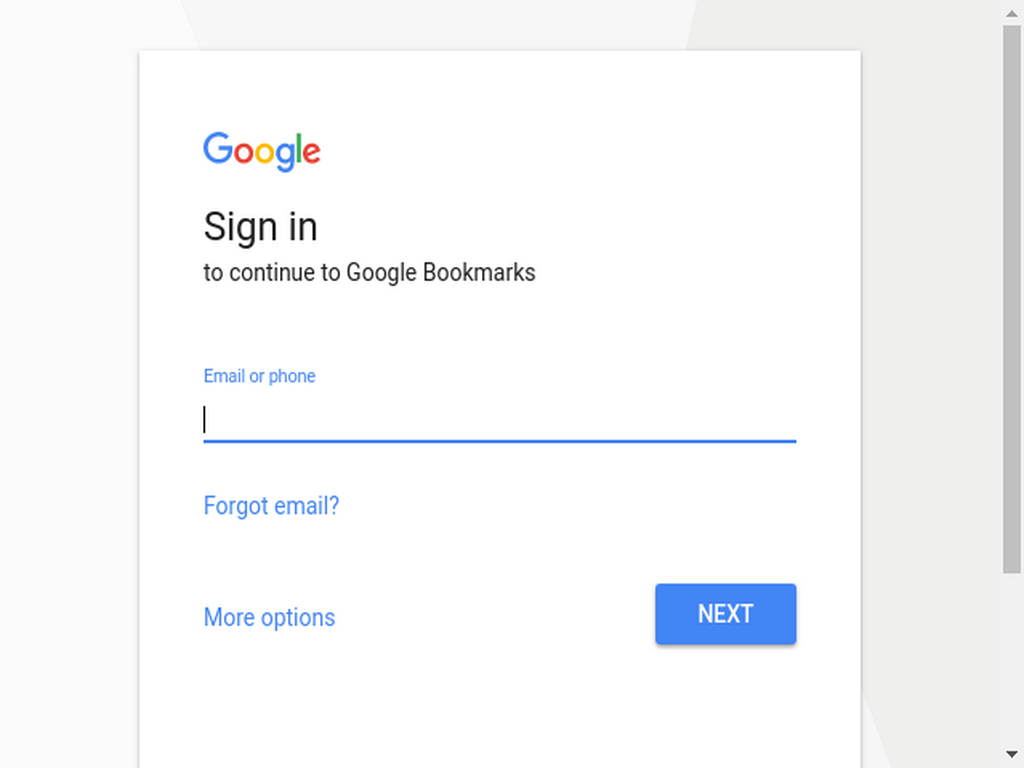 Google
Sign in
to continue to Google Bookmarks
Email or phone
Forgot email?
More options
NEXT